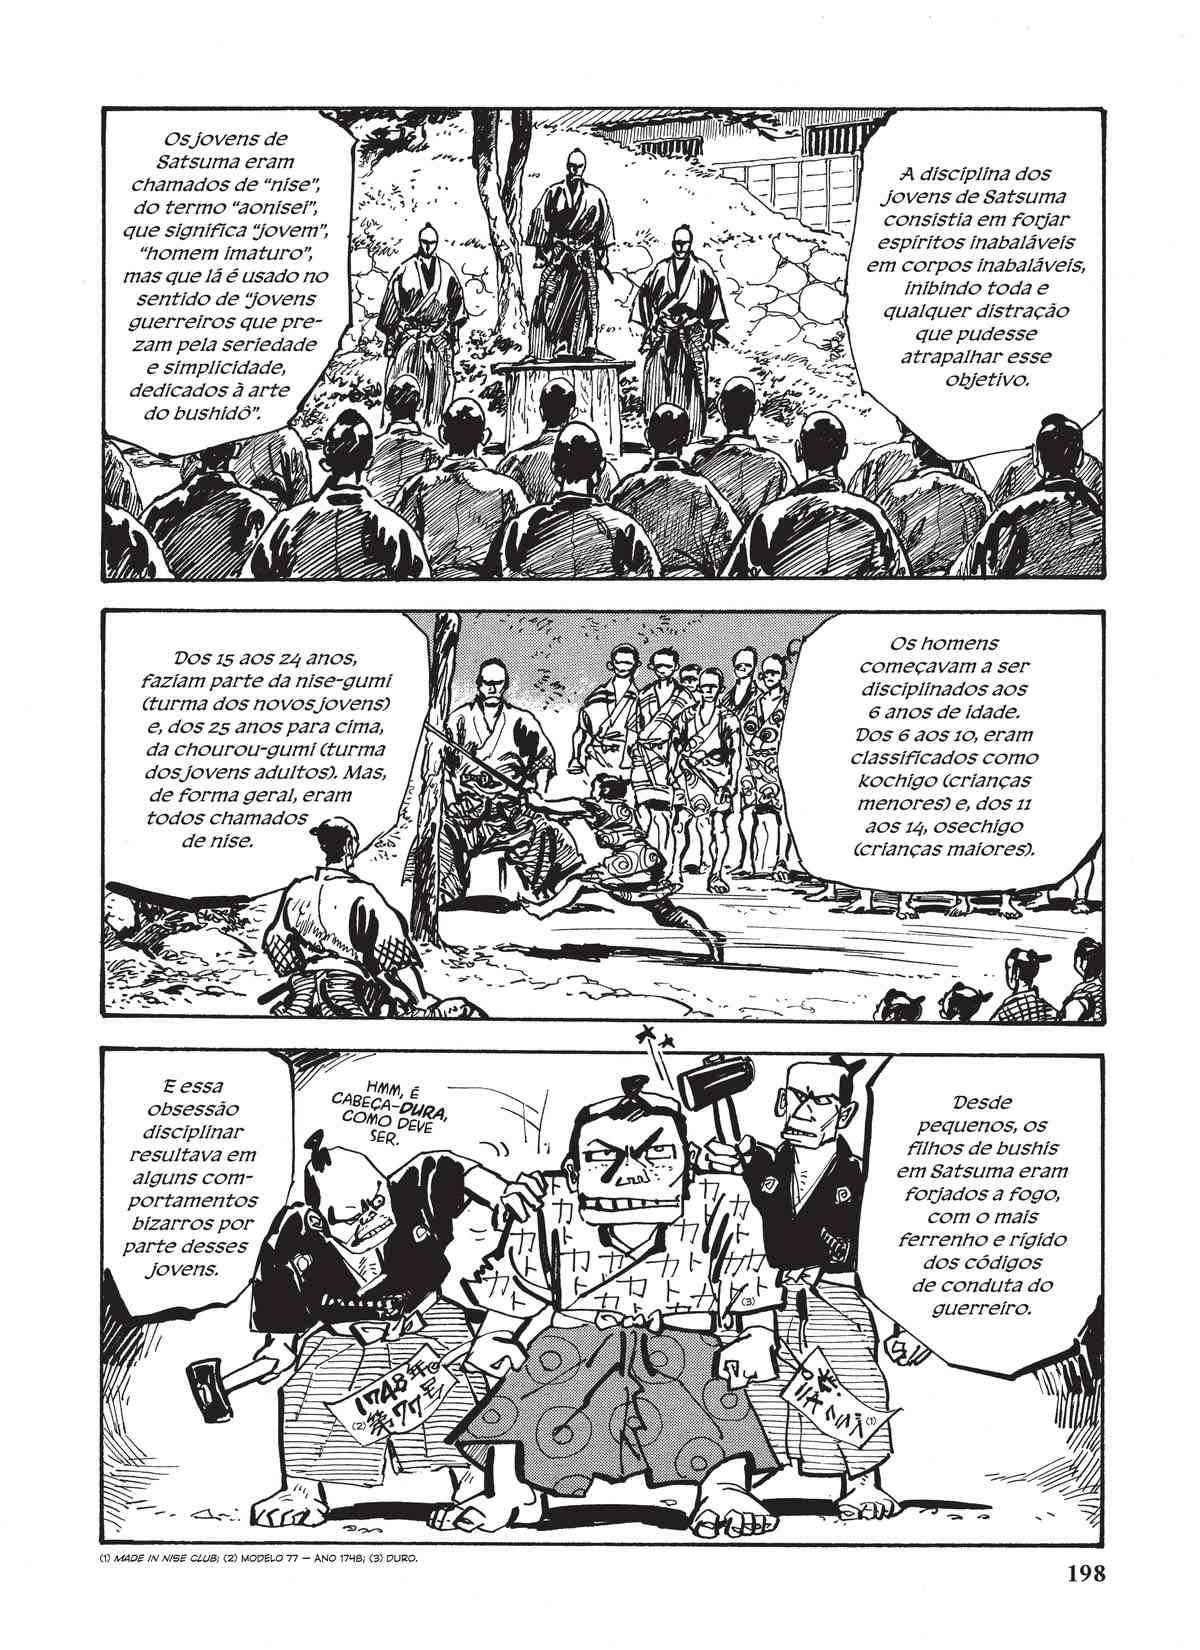 A disciplina dos
jovens de Satsuma
consistia em forjar
espíritos inabaláveis
em corpos inabaláveis,
inibindo toda e
qualquer distração
que pudesse
atrapalhar esse
objetivo.
Os jovens de
Satsuma eram
chamados de “nise”,
do termo “aonisei”,
que significa “jovem”,
“homem imaturo”,
mas que lá é usado no
sentido de “jovens
guerreiros que pre-
zam pela seriedade
e simplicidade,
dedicados à arte
do bushidô”.
Os homens
começavam a ser
disciplinados aos
6 anos de idade.
Dos 6 aos 10, eram
classificados como
kochigo (crianças
menores) e, dos 11
aos 14, osechigo
(crianças maiores).
Dos 15 aos 24 anos,
faziam parte da nise-gumi
(turma dos novos jovens)
e, dos 25 anos para cima,
da chourou-gumi (turma
dos jovens adultos). Mas,
de forma geral, eram
todos chamados
de nise.
Desde
pequenos, os
filhos de bushis
em Satsuma eram
forjados a fogo,
com o mais
ferrenho e rígido
dos códigos
de conduta do
guerreiro.
HMM, É
CABEÇA-DURA,
COMO DEVE
SER.
E essa
obsessão
disciplinar
resultava em
alguns com-
portamentos
bizarros por
parte desses
jovens.
(3)
(1)
1748年
(2) 第77号
(1) MADE IN NISE CLUB; (2) MODELO 77 — ANO 1748; (3) DURO.
198